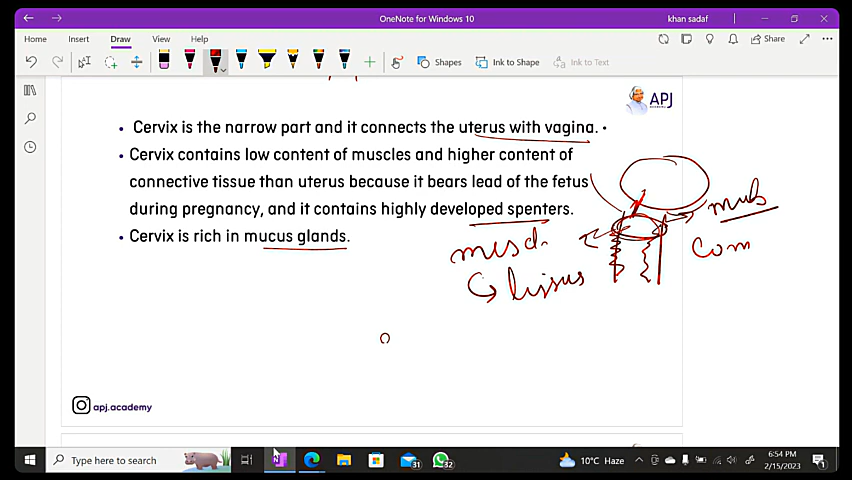 OneNote for Windows 10
khan sadaf
Home Insert Draw View Help
Share
Shapes
Ink to Shape
Ink to Text
APJ
• Cervix is the narrow part and it connects the uterus with vagina.
• Cervix contains low content of muscles and higher content of
connective tissue than uterus because it bears lead of the fetus
during pregnancy, and it contains highly developed spenters.
• Cervix is rich in mucus glands.
Com
apj.academy
Type here to search
31
32
10°C Haze
6:54 PM
2/15/2023
1